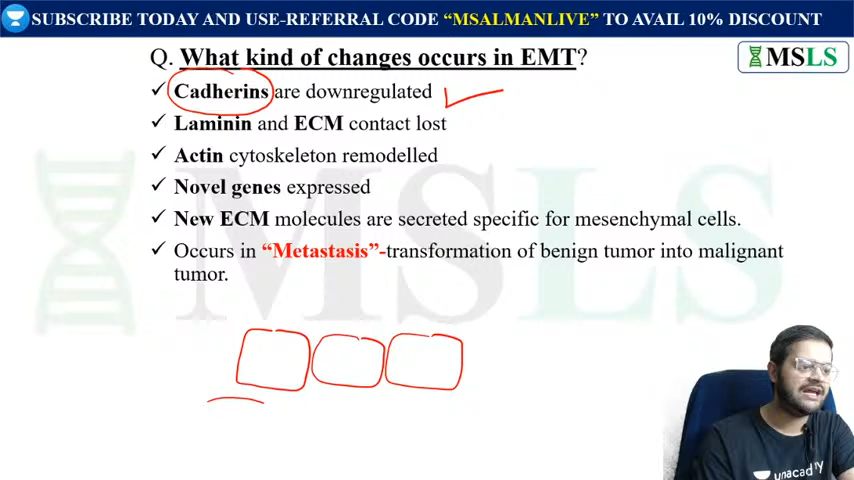 SUBSCRIBE TODAY AND USE-REFERRAL CODE “MSALMANLIVE” TO AVAIL 10% DISCOUNT
Q. What kind of changes occurs in EMT?
MSLS
✓ Cadherins are downregulated
✓ Laminin and ECM contact lost
✓ Actin cytoskeleton remodelled
✓ Novel genes expressed
✓ New ECM molecules are secreted specific for mesenchymal cells.
✓ Occurs in “Metastasis”-transformation of benign tumor into malignant
tumor.
MSLS
unacademy